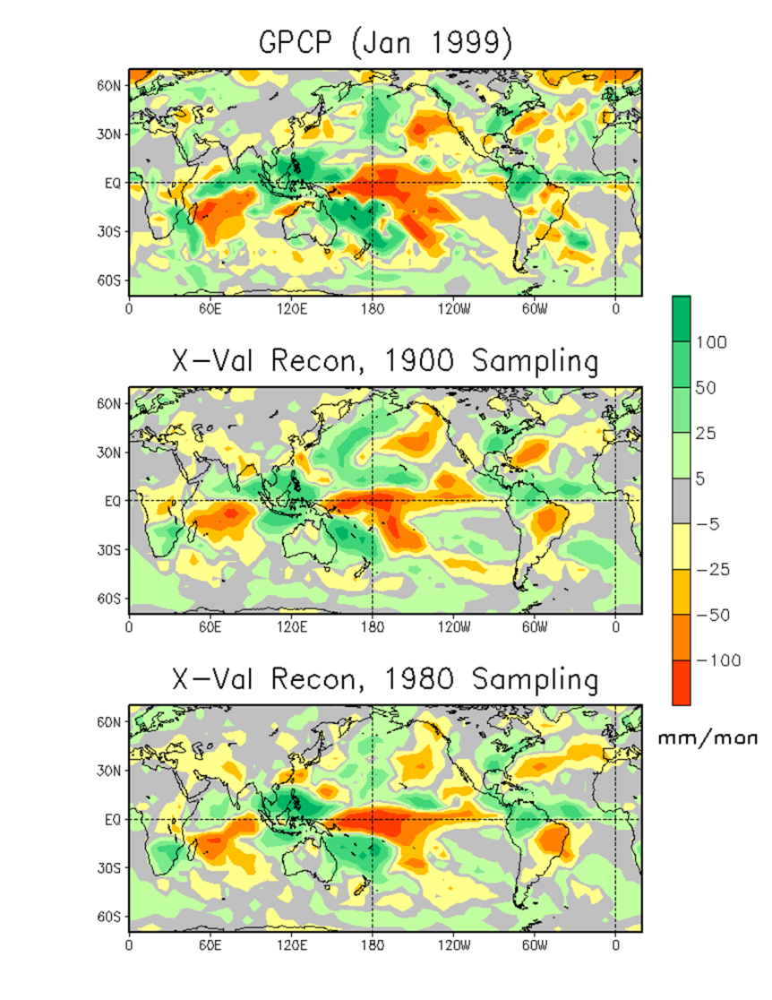 GPCP (Jan 1999)
60N
30N
EQ
30S
60S
0 60E 120E 180 120W 60W 0
X-Val Recon, 1900 Sampling
60N
30N
EQ
30S
60S
0 60E 120E 180 120W 60W 0
100
50
25
5
-5
-25
-50
-100
mm/mon
X-Val Recon, 1980 Sampling
60N
30N
EQ
30S
60S
0 60E 120E 180 120W 60W 0